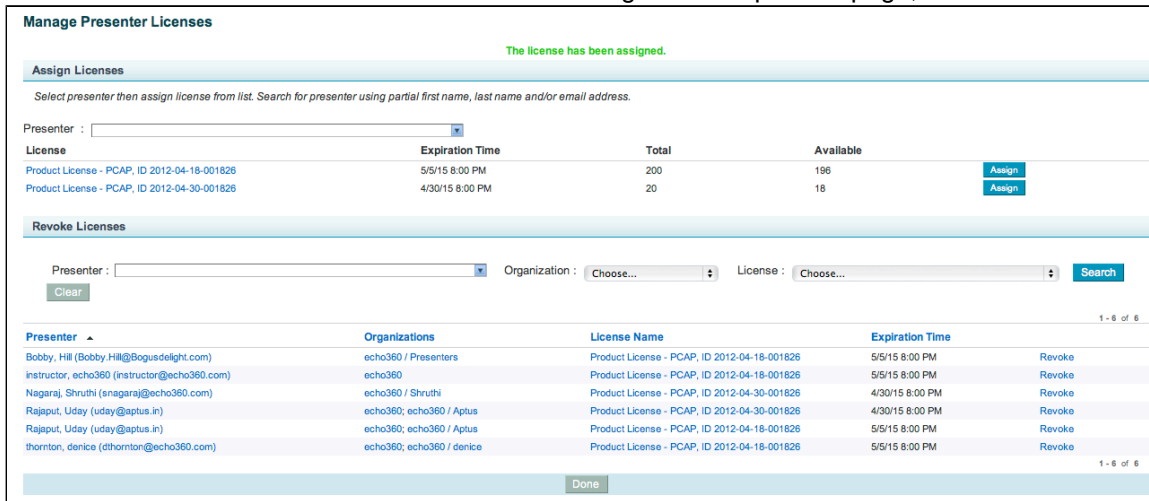 Manage Presenter Licenses
The license has been assigned.
Assign Licenses
Select presenter then assign license from list. Search for presenter using partial first name, last name and/or email address.
Presenter :
License Expiration Time Total Available
Product License - PCAP, ID 2012-04-18-001826 5/5/15 8:00 PM 200 196 Assign
Product License - PCAP, ID 2012-04-30-001826 4/30/15 8:00 PM 20 18 Assign
Revoke Licenses
Presenter : Organization : Choose... License : Choose... Search
Clear
1 - 6 of 6
Presenter Organizations License Name Expiration Time
Bobby, Hill (Bobby.Hill@Bogusdelight.com) echo360 / Presenters Product License - PCAP, ID 2012-04-18-001826 5/5/15 8:00 PM Revoke
instructor, echo360 (instructor@echo360.com) echo360 Product License - PCAP, ID 2012-04-18-001826 5/5/15 8:00 PM Revoke
Nagaraj, Shruthi (snagaraj@echo360.com) echo360 / Shruthi Product License - PCAP, ID 2012-04-30-001826 4/30/15 8:00 PM Revoke
Rajaput, Uday (uday@aptus.in) echo360; echo360 / Aptus Product License - PCAP, ID 2012-04-30-001826 4/30/15 8:00 PM Revoke
Rajaput, Uday (uday@aptus.in) echo360; echo360 / Aptus Product License - PCAP, ID 2012-04-18-001826 5/5/15 8:00 PM Revoke
thornton, denice (dthornton@echo360.com) echo360; echo360 / denice Product License - PCAP, ID 2012-04-18-001826 5/5/15 8:00 PM Revoke
1 - 6 of 6
Done